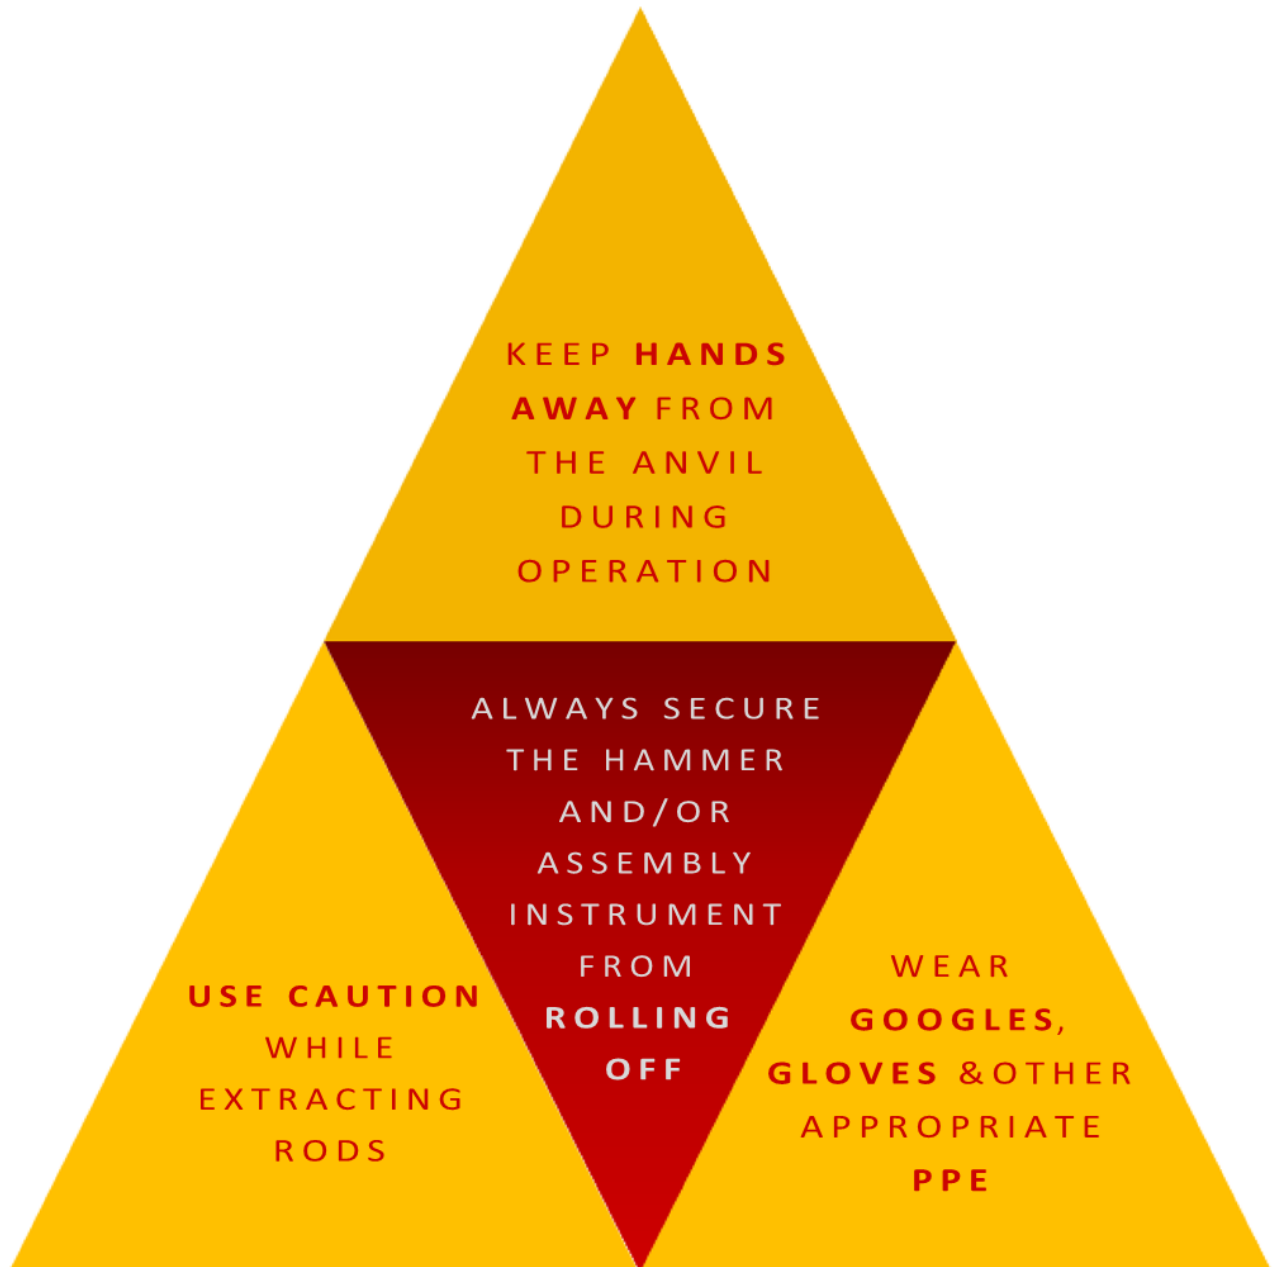 KEEP HANDS
AWAY FROM
THE ANVIL
DURING
OPERATION
ALWAYS SECURE
THE HAMMER
AND/OR
ASSEMBLY
INSTRUMENT
FROM
ROLLING
OFF
USE CAUTION
WHILE
EXTRACTING
RODS
WEAR
GOOGLES,
GLOVES &OTHER
APPROPRIATE
PPE